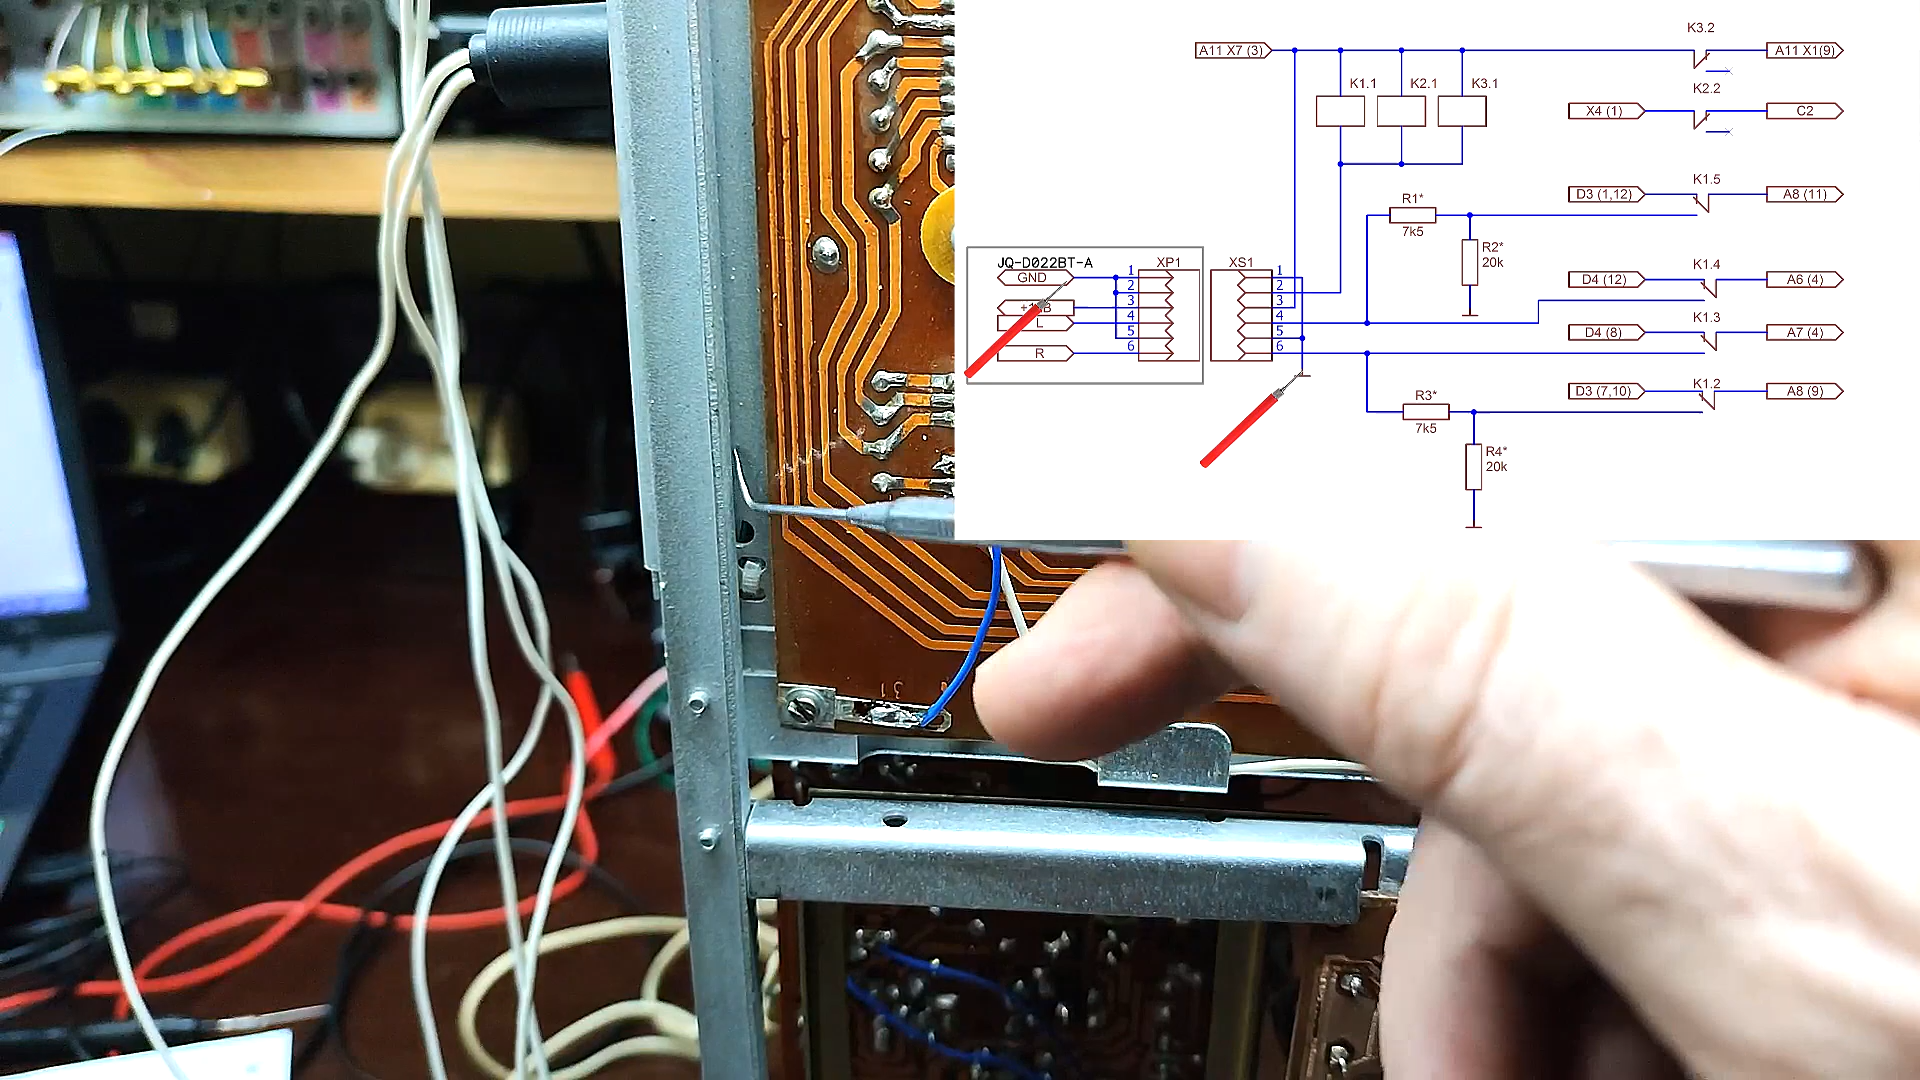 K3.2
A11 X7 (3)
A11 X1(9)
K1.1
K2.1
K3.1
K2.2
X4 (1)
C2
K1.5
D3 (1,12)
A8 (11)
R1*
7k5
R2*
20k
K1.4
D4 (12)
A6 (4)
K1.3
D4 (8)
A7 (4)
K1.2
D3 (7,10)
A8 (9)
R3*
7k5
R4*
20k
JQ-D022BT-A
GND
L
R
XP1
1
2
3
4
5
6
XS1
1
2
3
4
5
6
31